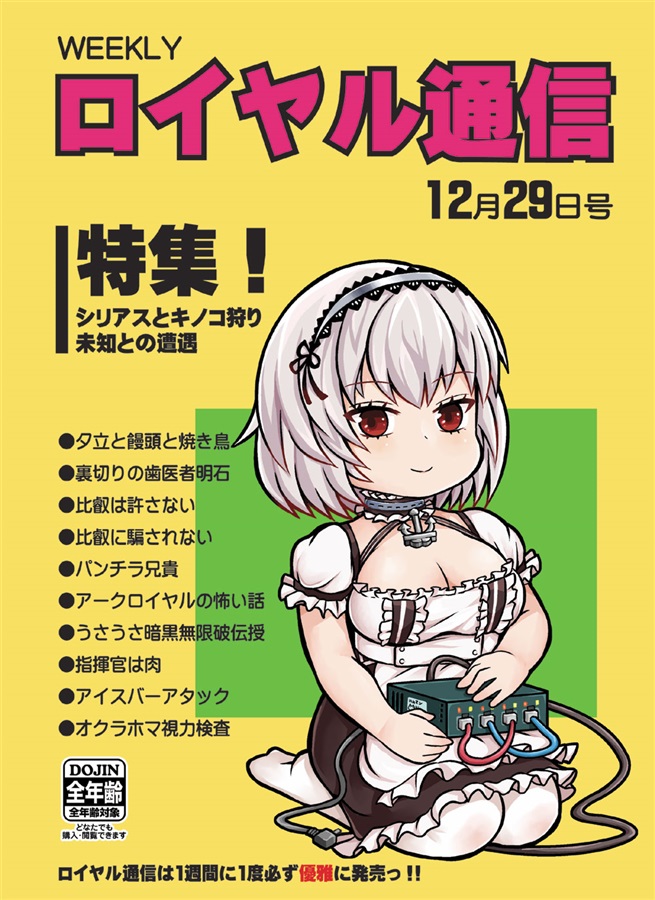 WEEKLY
ロイヤル通信
12月29日号
特集！
シリアスとキノコ狩り
未知との遭遇
●夕立と饅頭と焼き鳥
●裏切りの歯医者明石
●比叡は許さない
●比叡に騙されない
●パンチラ兄貴
●アークロイヤルの怖い話
●うさうさ暗黒無限破伝授
●指揮官は肉
●アイスバーアタック
●オクラホマ視力検査
DOJIN
全年齢
全年齢対象
どなたでも
購入・閲覧できます
ロイヤル通信は1週間に1度必ず優雅に発売っ!!